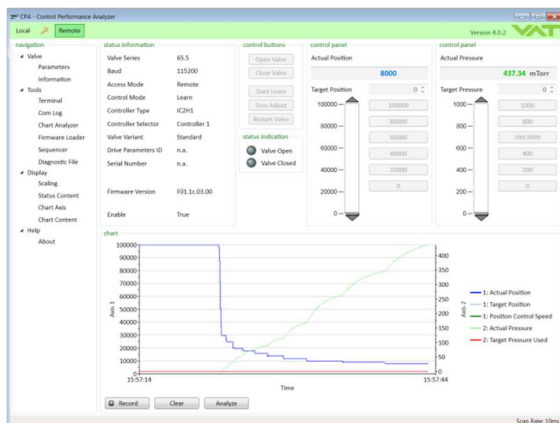 CPA - Control Performance Analyzer
Local Remote
Version 4.0.2 VAT
navigation
Valve
Parameters
Information
Tools
Terminal
Com Log
Chart Analyzer
Firmware Loader
Sequencer
Diagnostic File
Display
Scaling
Status Content
Chart Axis
Chart Content
Help
About
status information
Valve Series 65.5
Baud 115200
Access Mode Remote
Control Mode Learn
Controller Type IC2H1
Controller Selector Controller 1
Valve Variant Standard
Drive Parameters ID n.a.
Serial Number n.a.
Firmware Version F01.1c.03.00
Enable True
control buttons
Open Valve
Close Valve
Start Learn
Zero Adjust
Restart Valve
status indication
Valve Open
Valve Closed
control panel
Actual Position
8000
Target Position 0
100000 100000
80000 80000
60000 60000
40000 40000
20000 20000
0 0
control panel
Actual Pressure
437.34 mTorr
Target Pressure 0
1000 1000
800 800
600 599.9999
400 400
200 200
0 0
chart
100000
90000
80000
70000
60000
50000
40000
30000
20000
10000
0
Axis 1
400
350
300
250
200
150
100
50
0
Axis 2
15:57:14 15:57:44
Time
1: Actual Position
1: Target Position
1: Position Control Speed
2: Actual Pressure
2: Target Pressure Used
Record Clear Analyze
Scan Rate: 10ms